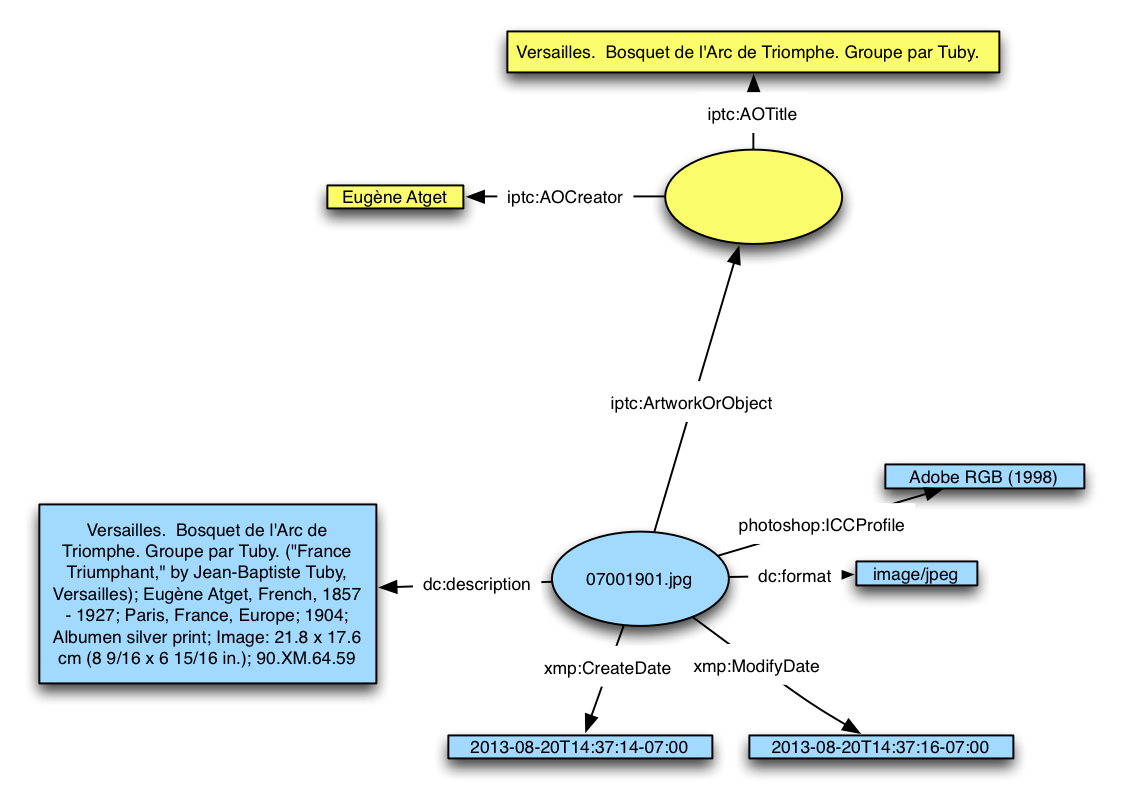 Versailles.  Bosquet de l'Arc de Triomphe. Groupe par Tuby.
iptc:AOTitle
Eugène Atget
iptc:AOCreator
iptc:ArtworkOrObject
Adobe RGB (1998)
photoshop:ICCProfile
Versailles.  Bosquet de l'Arc de
Triomphe. Groupe par Tuby. ("France
Triumphant," by Jean-Baptiste Tuby,
Versailles); Eugène Atget, French, 1857
- 1927; Paris, France, Europe; 1904;
Albumen silver print; Image: 21.8 x 17.6
cm (8 9/16 x 6 15/16 in.); 90.XM.64.59
dc:description
07001901.jpg
dc:format
image/jpeg
xmp:CreateDate
xmp:ModifyDate
2013-08-20T14:37:14-07:00
2013-08-20T14:37:16-07:00